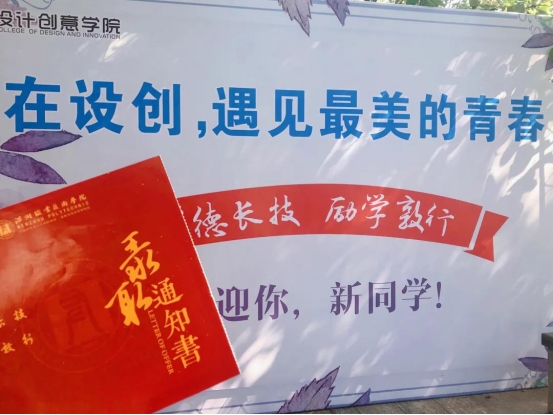 设计创意学院
COLLEGE OF DESIGN AND INNOVATION
在设创,遇见最美的青春
德长技 励学敦行
迎你，新同学!
POLYTECHNIC
录取
通知書
LETTER OF OFFER